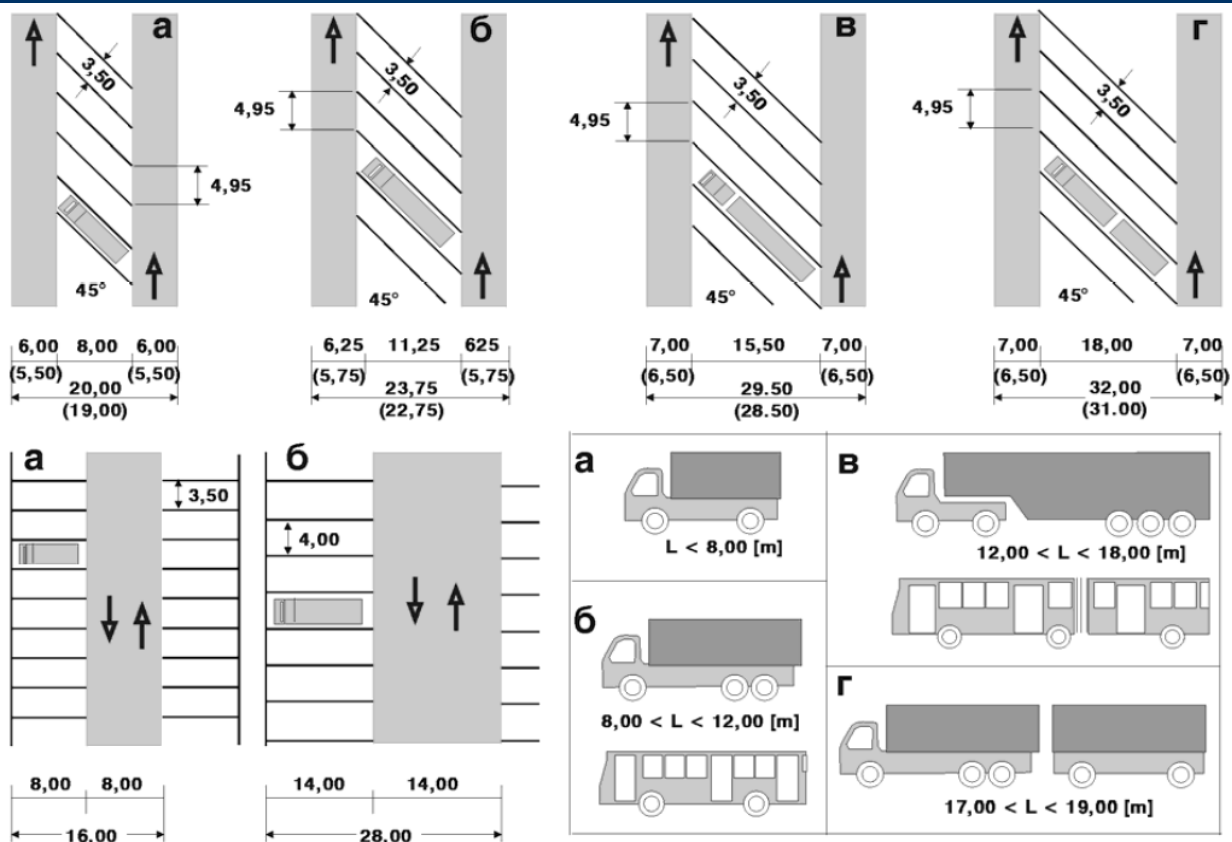 а
3,50
4,95
45°
6,00 8,00 6,00
(5,50) (5,50)
20,00
(19,00)
б
3,50
4,95
45°
6,25 11,25 625
(5,75) (5,75)
23,75
(22,75)
в
3,50
4,95
45°
7,00 15,50 7,00
(6,50) (6,50)
29.50
(28.50)
г
3,50
4,95
45°
7,00 18,00 7,00
(6,50) (6,50)
32,00
(31.00)
а
3,50
8,00 8,00
16,00
б
4,00
14,00 14,00
28,00
а
L < 8,00 [m]
б
8,00 < L < 12,00 [m]
в
12,00 < L < 18,00 [m]
г
17,00 < L < 19,00 [m]